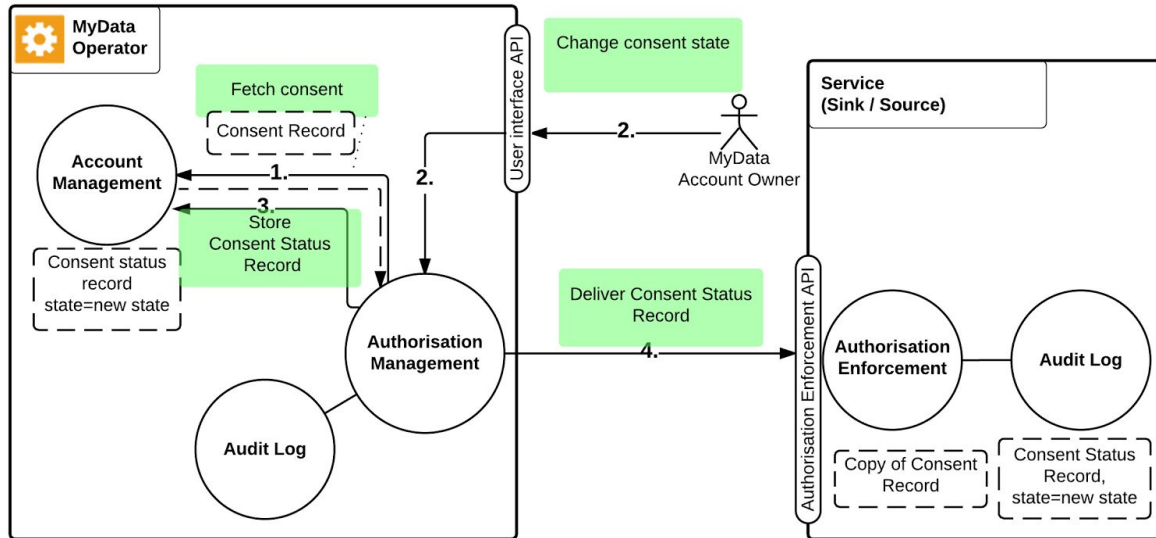 MyData
Operator
Fetch consent
Consent Record
Account
Management
1.
3.
Store
Consent Status
Record
Consent status
record
state=new state
2.
Authorisation
Management
Audit Log
User interface API
Change consent state
2.
MyData
Account Owner
Deliver Consent Status
Record
4.
Service
(Sink / Source)
Authorisation Enforcement API
Authorisation
Enforcement
Audit Log
Copy of Consent
Record
Consent Status
Record,
state=new state